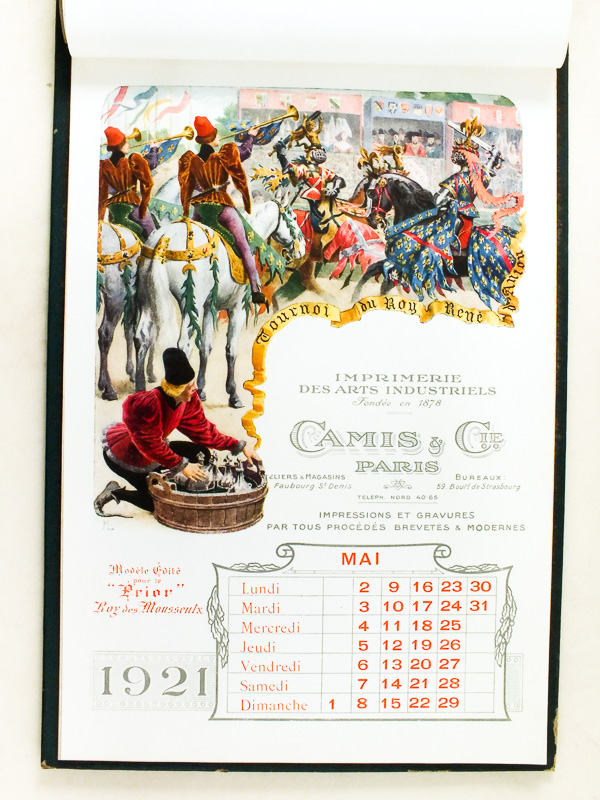 Tournoi du Roy René d'Anjou
IMPRIMERIE
DES ARTS INDUSTRIELS
Fondée en 1878
CAMIS & CIE
PARIS
ELIERS & MAGASINS
Faubourg St Denis
BUREAUX:
59, Boult de Strasbourg
TÉLEPH. NORD 40-65
IMPRESSIONS ET GRAVURES
PAR TOUS PROCÉDÉS BREVETÉS & MODERNES
Modèle Édité
pour le
"Prior"
Roy des Mousseulx
MAI
Lundi 2 9 16 23 30
Mardi 3 10 17 24 31
Mercredi 4 11 18 25
Jeudi 5 12 19 26
Vendredi 6 13 20 27
Samedi 7 14 21 28
Dimanche 1 8 15 22 29
1921